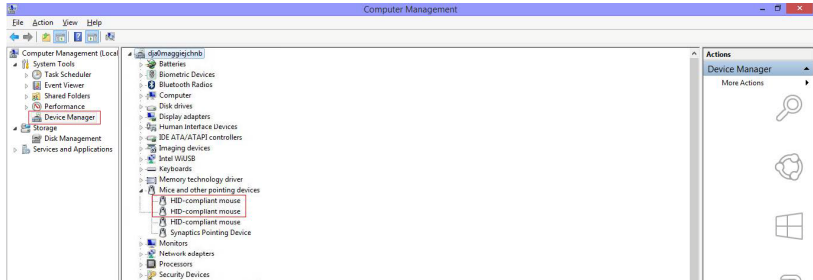 Computer Management
File Action View Help
Computer Management (Local
System Tools
Task Scheduler
Event Viewer
Shared Folders
Performance
Device Manager
Storage
Disk Management
Services and Applications
dja0maggiejchnb
Batteries
Biometric Devices
Bluetooth Radios
Computer
Disk drives
Display adapters
Human Interface Devices
IDE ATA/ATAPI controllers
Imaging devices
Intel WiUSB
Keyboards
Memory technology driver
Mice and other pointing devices
HID-compliant mouse
HID-compliant mouse
HID-compliant mouse
Synaptics Pointing Device
Monitors
Network adapters
Processors
Security Devices
Actions
Device Manager
More Actions